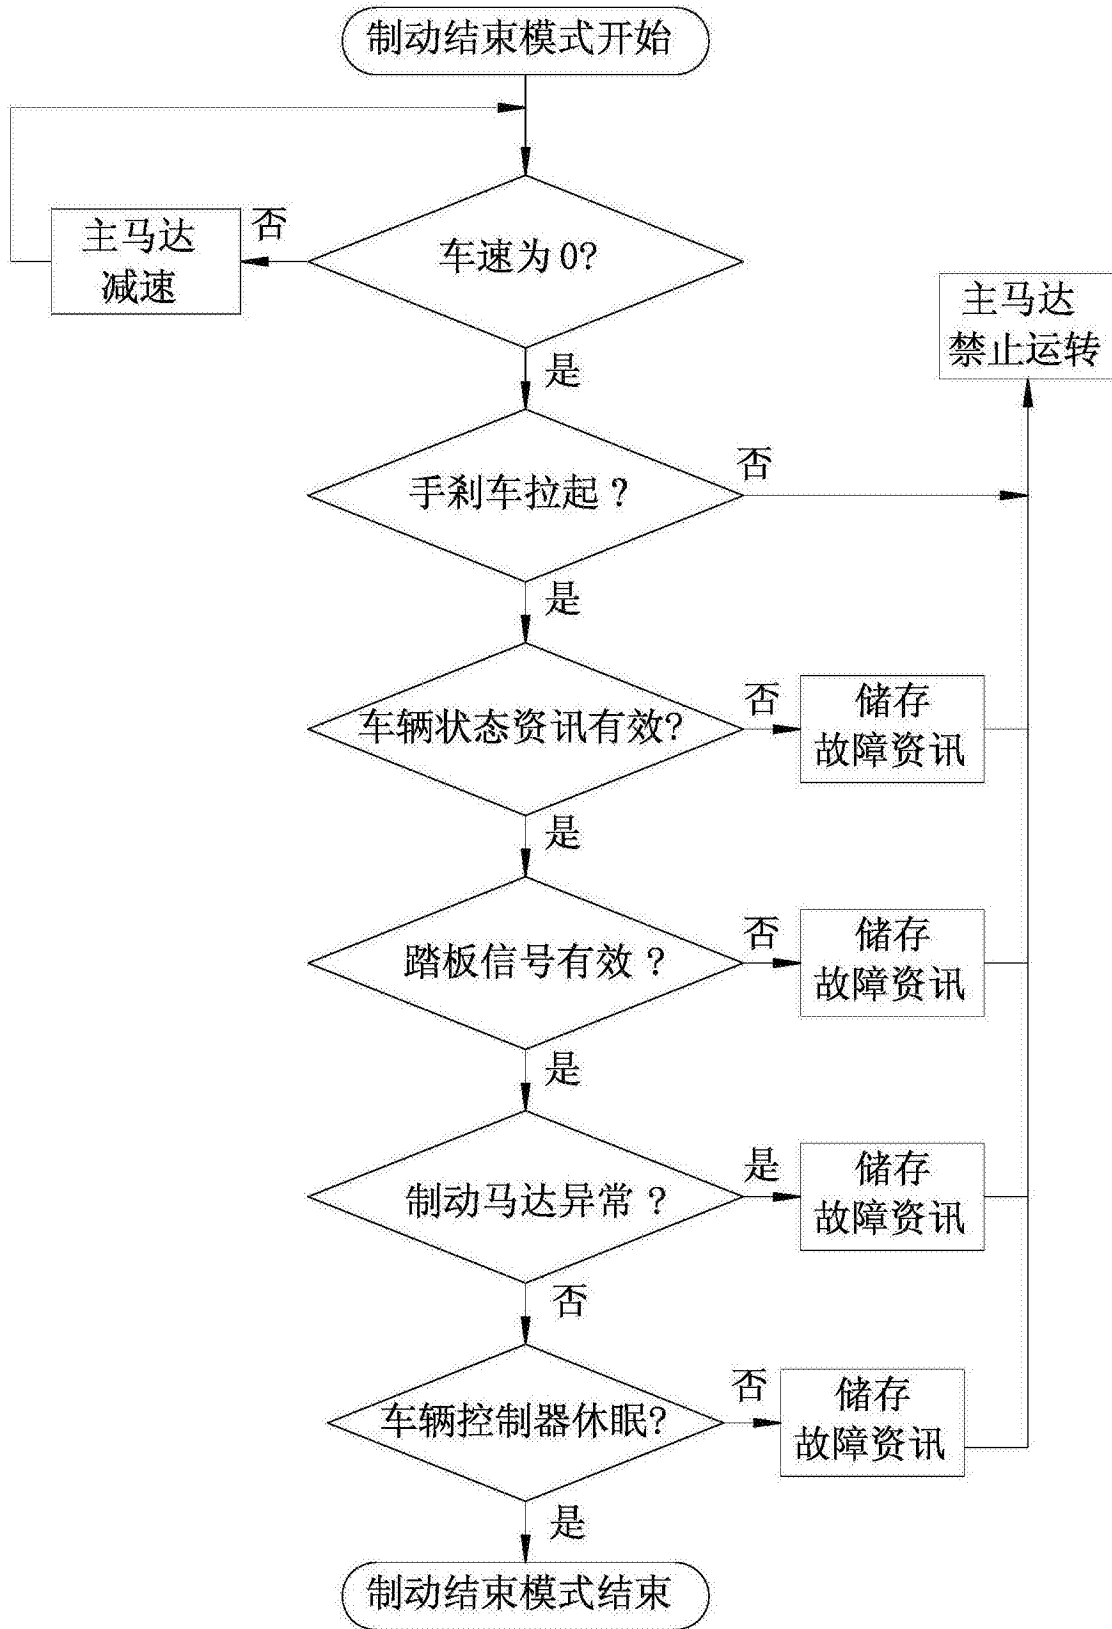 制动结束模式开始
车速为0?
否
主马达
减速
是
主马达
禁止运转
手刹车拉起?
否
是
车辆状态资讯有效?
否
储存
故障资讯
是
踏板信号有效?
否
储存
故障资讯
是
制动马达异常?
是
储存
故障资讯
否
车辆控制器休眠?
否
储存
故障资讯
是
制动结束模式结束